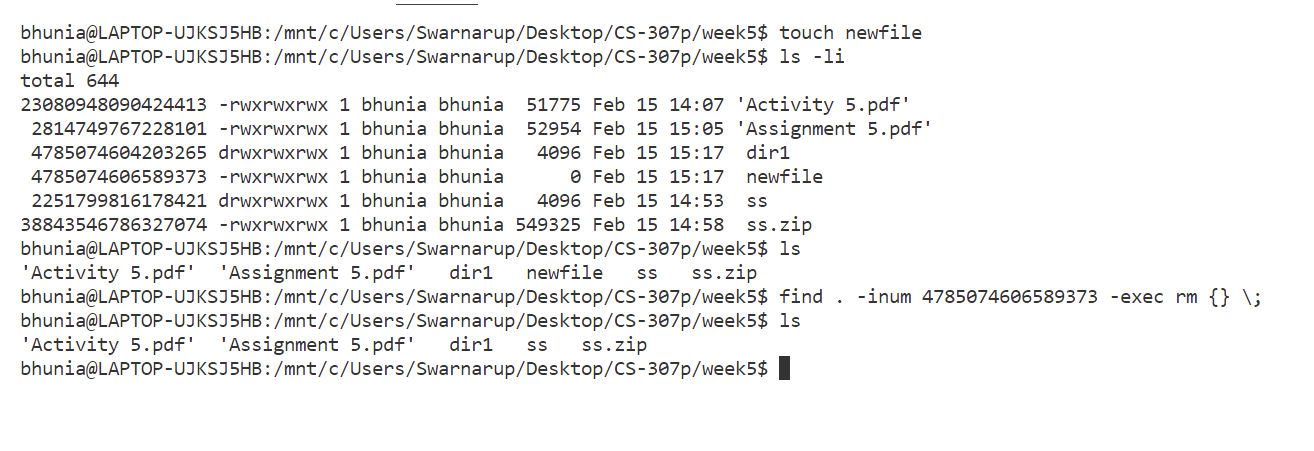 bhunia@LAPTOP-UJKSJ5HB:/mnt/c/Users/Swarnarup/Desktop/CS-307p/week5$ touch newfile
bhunia@LAPTOP-UJKSJ5HB:/mnt/c/Users/Swarnarup/Desktop/CS-307p/week5$ ls -li
total 644
23080948090424413 -rwxrwxrwx 1 bhunia bhunia  51775 Feb 15 14:07 'Activity 5.pdf'
 2814749767228101 -rwxrwxrwx 1 bhunia bhunia  52954 Feb 15 15:05 'Assignment 5.pdf'
 4785074604203265 drwxrwxrwx 1 bhunia bhunia   4096 Feb 15 15:17  dir1
 4785074606589373 -rwxrwxrwx 1 bhunia bhunia      0 Feb 15 15:17  newfile
 2251799816178421 drwxrwxrwx 1 bhunia bhunia   4096 Feb 15 14:53  ss
38843546786327074 -rwxrwxrwx 1 bhunia bhunia 549325 Feb 15 14:58  ss.zip
bhunia@LAPTOP-UJKSJ5HB:/mnt/c/Users/Swarnarup/Desktop/CS-307p/week5$ ls
'Activity 5.pdf'  'Assignment 5.pdf'   dir1   newfile   ss   ss.zip
bhunia@LAPTOP-UJKSJ5HB:/mnt/c/Users/Swarnarup/Desktop/CS-307p/week5$ find . -inum 4785074606589373 -exec rm {} \;
bhunia@LAPTOP-UJKSJ5HB:/mnt/c/Users/Swarnarup/Desktop/CS-307p/week5$ ls
'Activity 5.pdf'  'Assignment 5.pdf'   dir1   ss   ss.zip
bhunia@LAPTOP-UJKSJ5HB:/mnt/c/Users/Swarnarup/Desktop/CS-307p/week5$